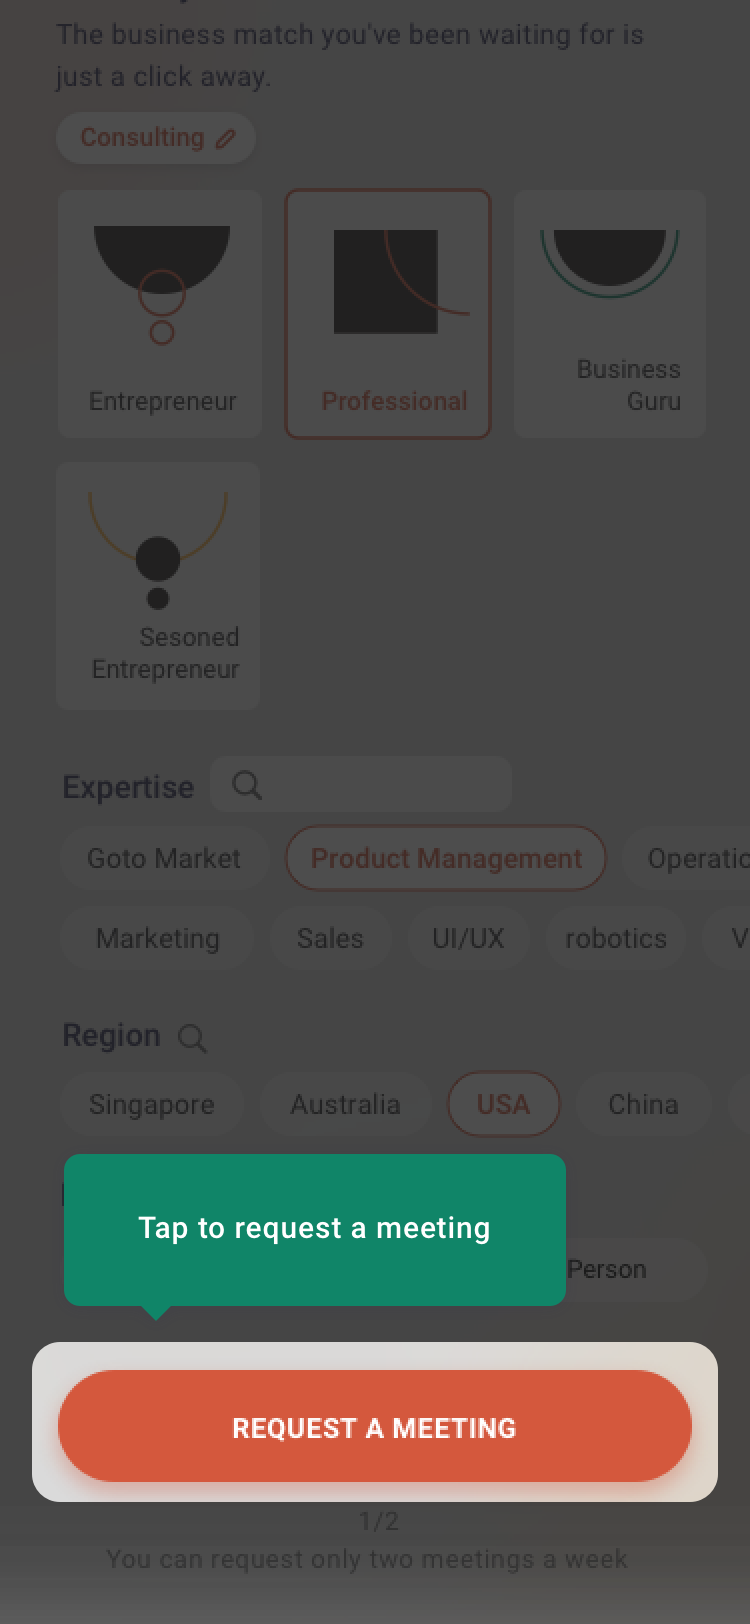 The business match you've been waiting for is
just a click away.
Consulting
Entrepreneur
Professional
Business
Guru
Sesoned
Entrepreneur
Expertise
Goto Market
Product Management
Marketing
Sales
UI/UX
robotics
Region
Singapore
Australia
USA
China
Tap to request a meeting
Person
REQUEST A MEETING
1/2
You can request only two meetings a week